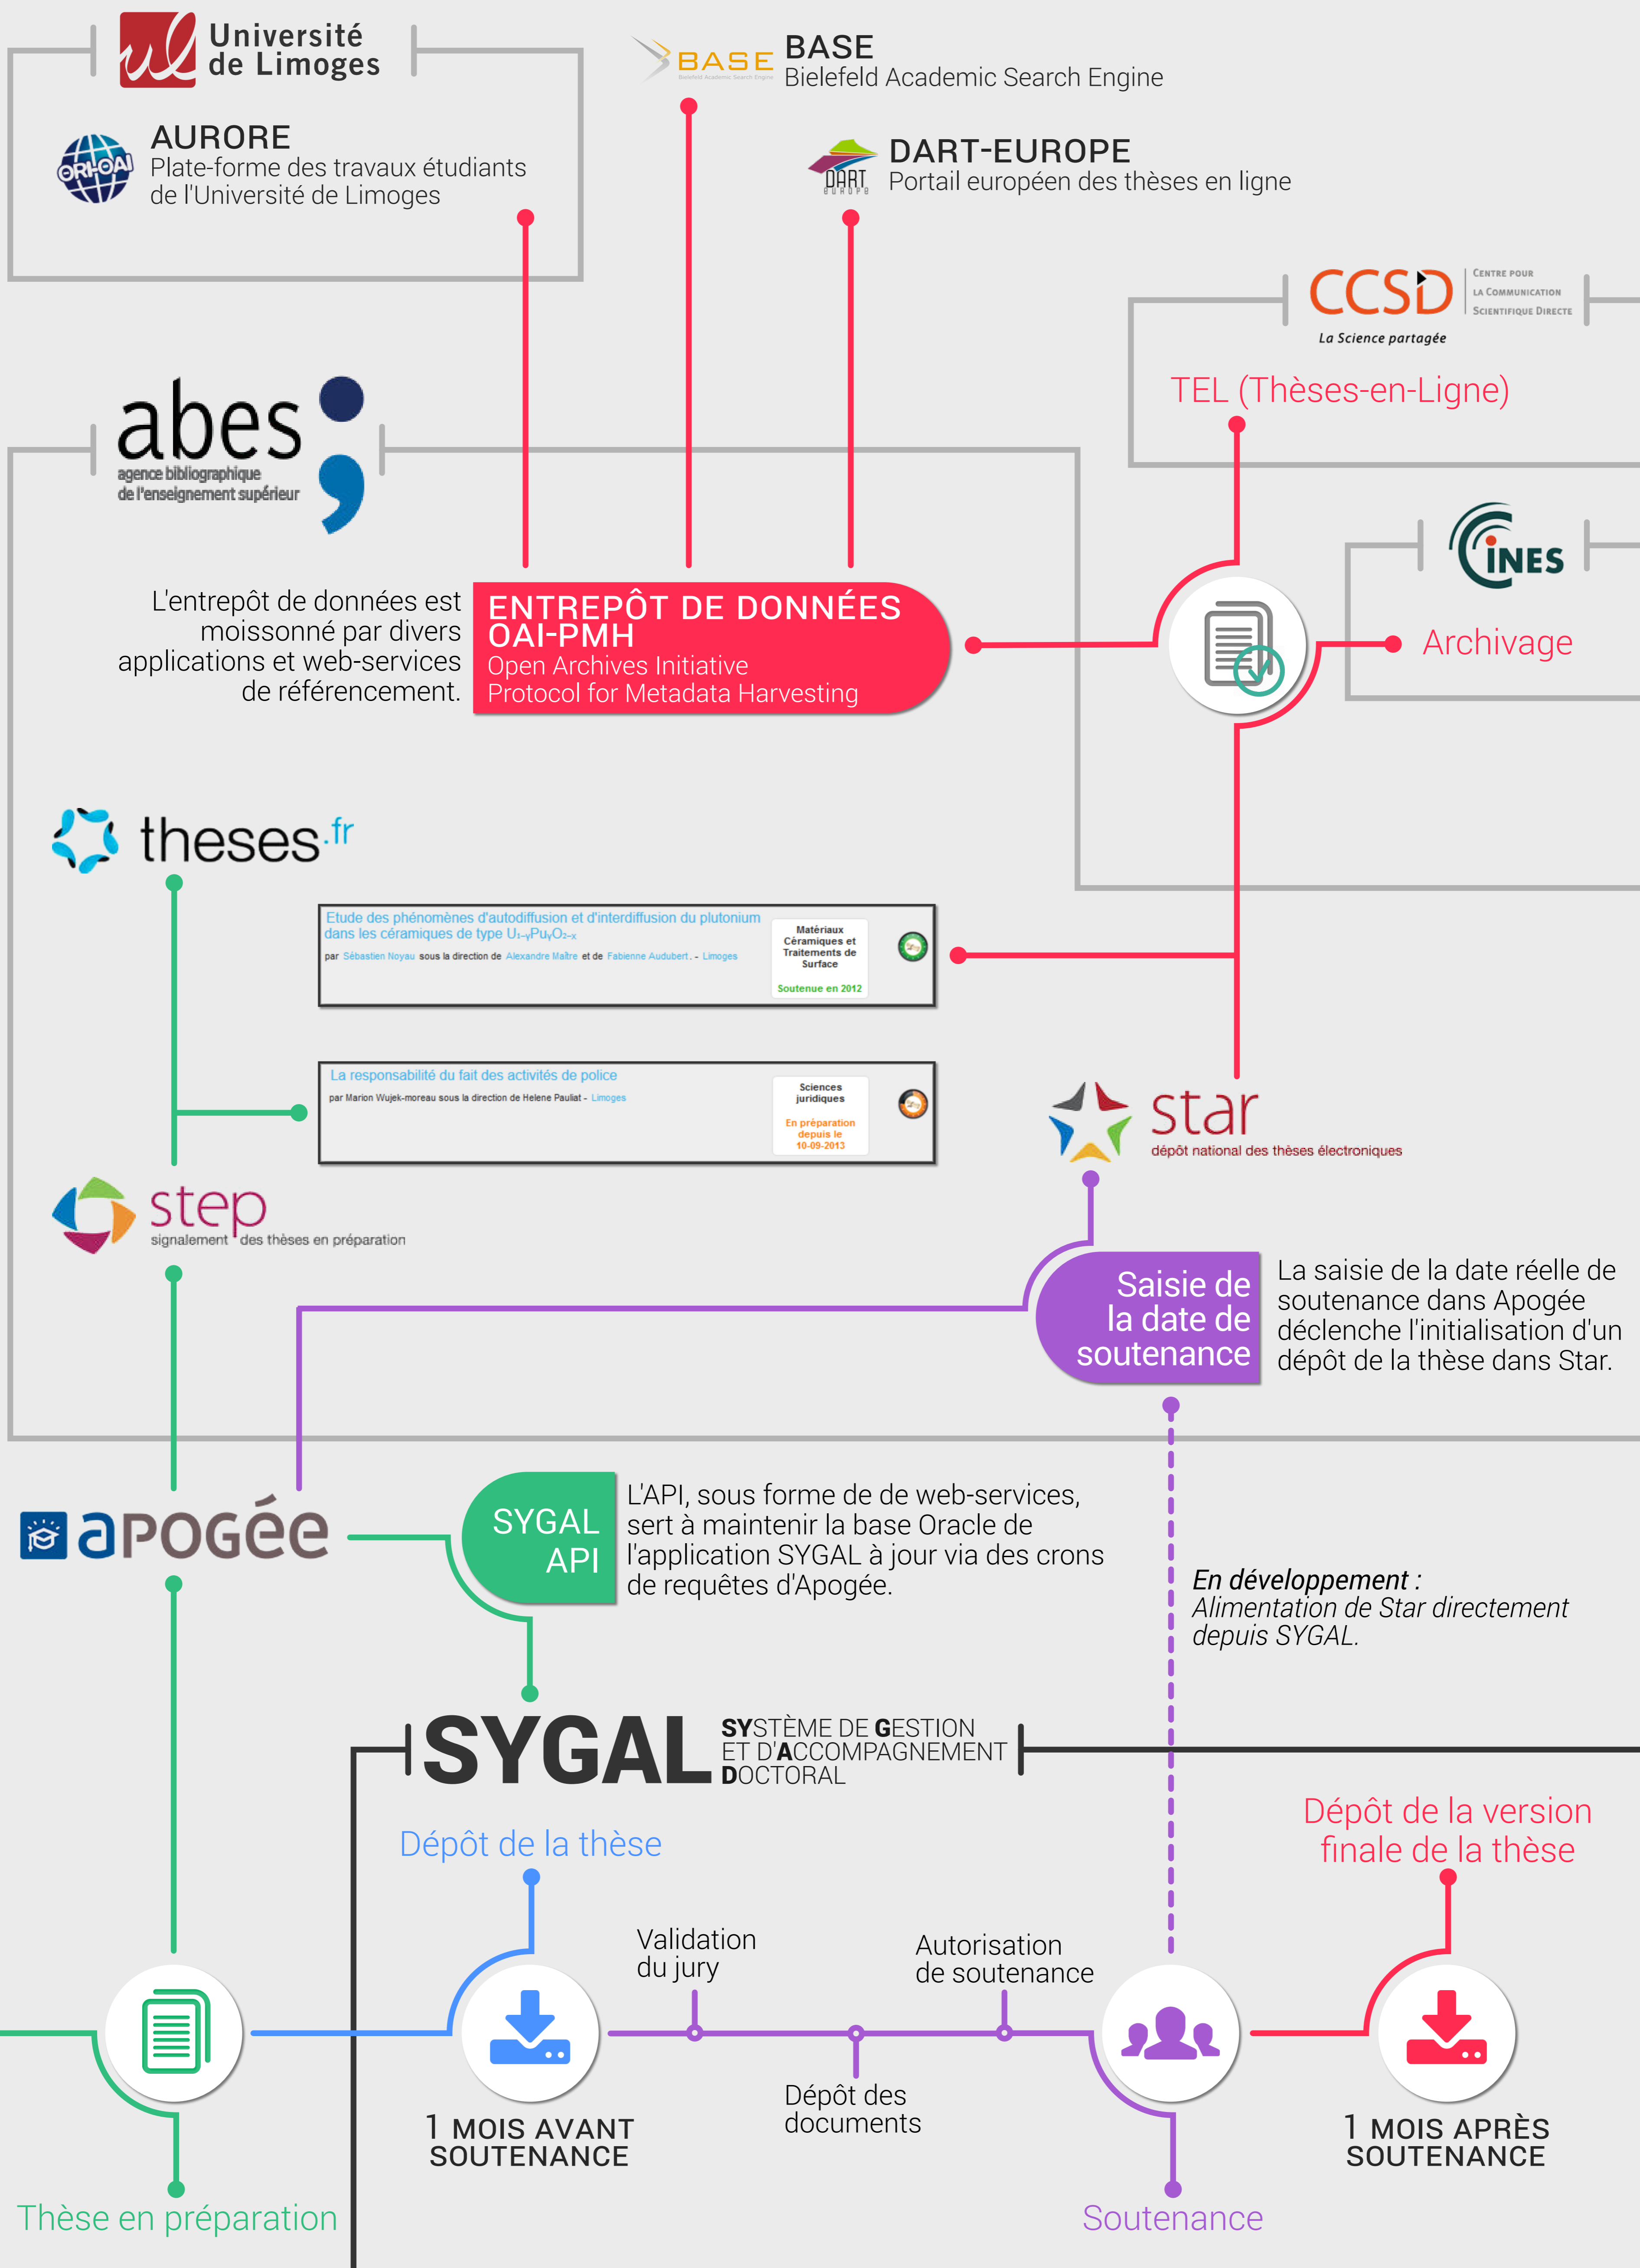 Université
de Limoges
BASE
Bielefeld Academic Search Engine
BASE
Bielefeld Academic Search Engine
ORI-OAI
AURORE
Plate-forme des travaux étudiants
de l'Université de Limoges
DART
EUROPE
DART-EUROPE
Portail européen des thèses en ligne
CCSD
CENTRE POUR
LA COMMUNICATION
SCIENTIFIQUE DIRECTE
La Science partagée
TEL (Thèses-en-Ligne)
abes
agence bibliographique
de l'enseignement supérieur
CINES
Archivage
L'entrepôt de données est
moissonné par divers
applications et web-services
de référencement.
ENTREPÔT DE DONNÉES
OAI-PMH
Open Archives Initiative
Protocol for Metadata Harvesting
theses.fr
Etude des phénomènes d'autodiffusion et d'interdiffusion du plutonium
dans les céramiques de type U₁₋ᵧPuᵧO₂₋ₓ
par Sébastien Noyau sous la direction de Alexandre Maître et de Fabienne Audubert. - Limoges
Matériaux
Céramiques et
Traitements de
Surface
Soutenue en 2012
La responsabilité du fait des activités de police
par Marion Wujek-moreau sous la direction de Helene Pauliat - Limoges
Sciences
juridiques
En préparation
depuis le
10-09-2013
star
dépôt national des thèses électroniques
step
signalement des thèses en préparation
Saisie de
la date de
soutenance
La saisie de la date réelle de
soutenance dans Apogée
déclenche l'initialisation d'un
dépôt de la thèse dans Star.
aPOGée
SYGAL
API
L'API, sous forme de de web-services,
sert à maintenir la base Oracle de
l'application SYGAL à jour via des crons
de requêtes d'Apogée.
En développement :
Alimentation de Star directement
depuis SYGAL.
SYGAL
SYSTÈME DE GESTION
ET D'ACCOMPAGNEMENT
DOCTORAL
Dépôt de la thèse
Dépôt de la version
finale de la thèse
Validation
du jury
Autorisation
de soutenance
Dépôt des
documents
1 MOIS AVANT
SOUTENANCE
1 MOIS APRÈS
SOUTENANCE
Thèse en préparation
Soutenance